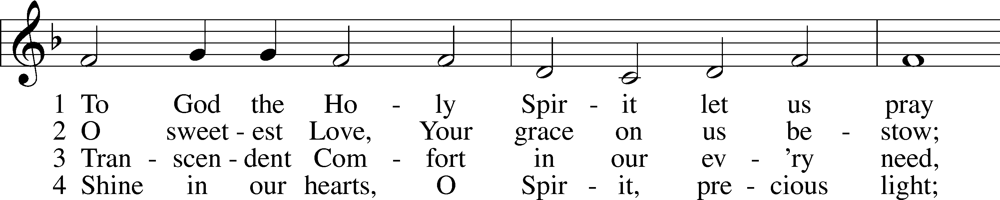 1 To God the Ho - ly Spir - it let us pray
2 O sweet - est Love, Your grace on us be - stow;
3 Tran - scen - dent Com - fort in our ev - ’ry need,
4 Shine in our hearts, O Spir - it, pre - cious light;